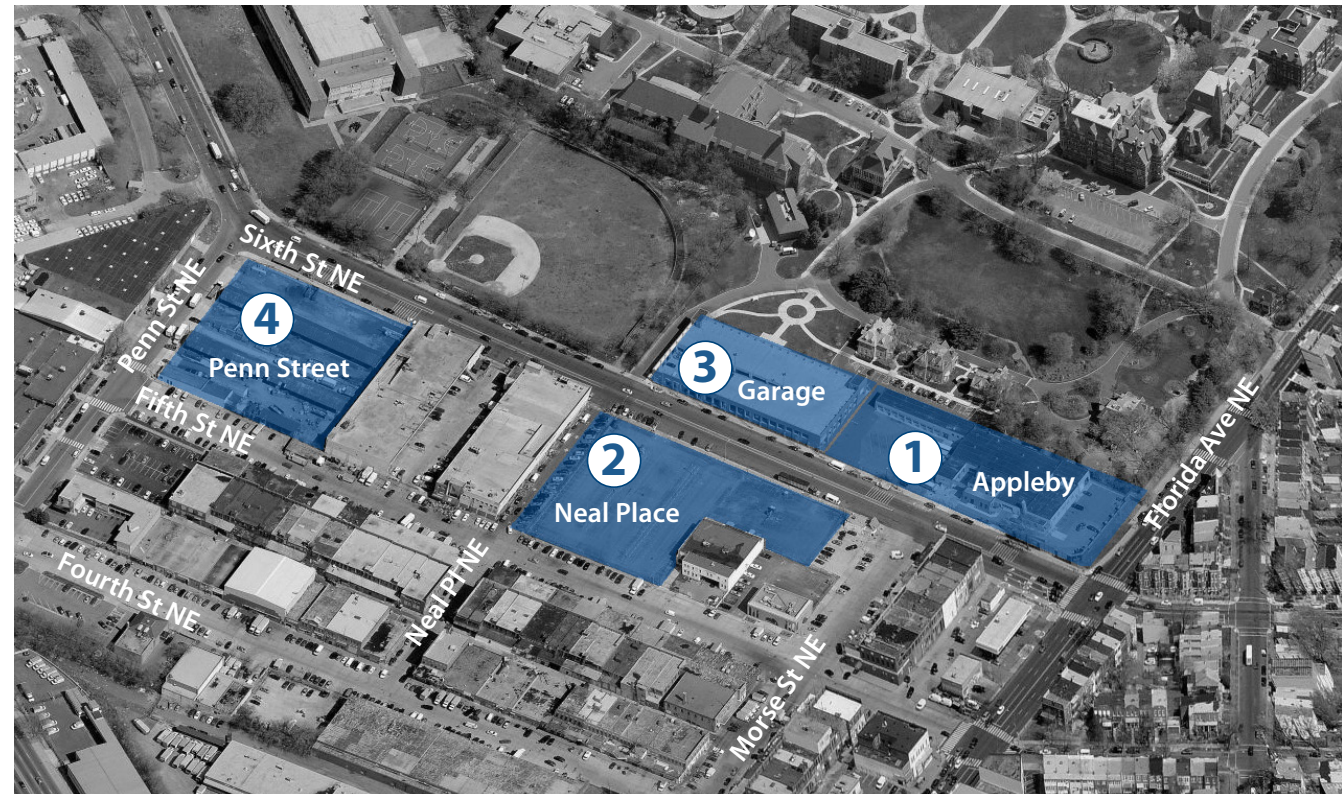 Sixth St NE
Penn St NE
4
Penn Street
Fifth St NE
3
Garage
1
Appleby
Florida Ave NE
2
Neal Place
Neal Pl NE
Fourth St NE
Morse St NE